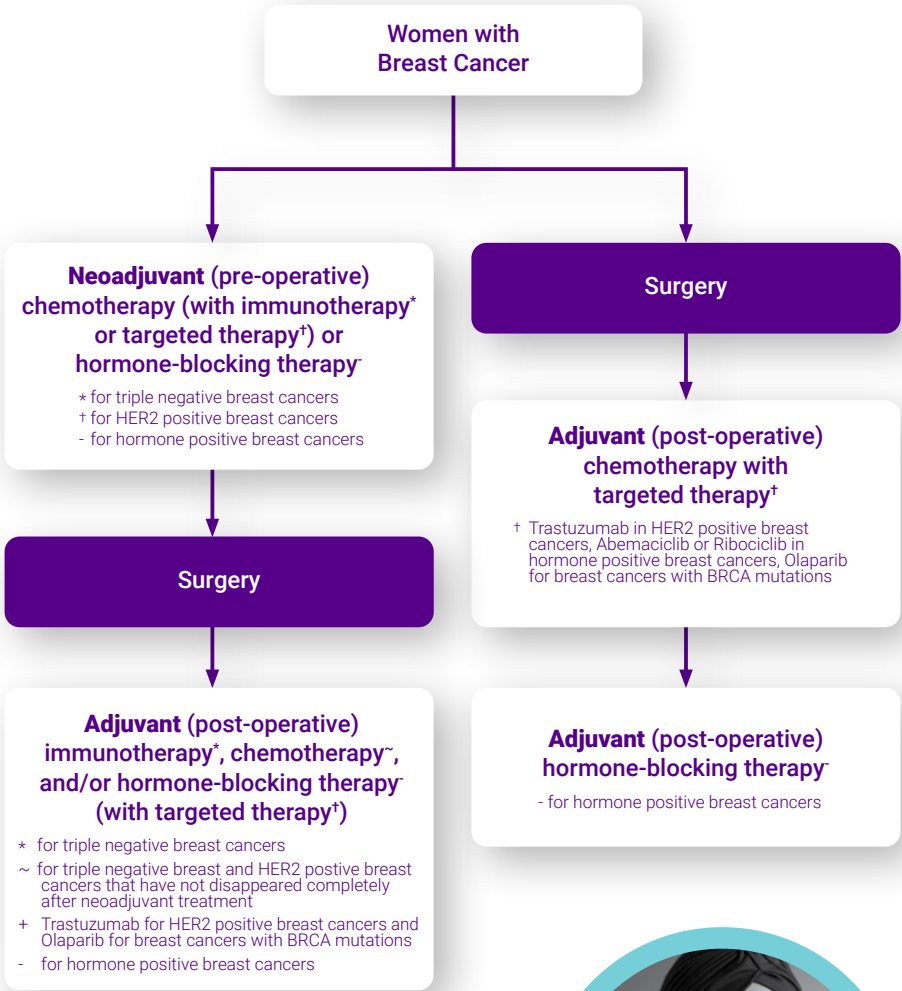 Women with
Breast Cancer
Neoadjuvant (pre-operative)
chemotherapy (with immunotherapy*
or targeted therapy†) or
hormone-blocking therapy-
* for triple negative breast cancers
† for HER2 positive breast cancers
- for hormone positive breast cancers
Surgery
Adjuvant (post-operative)
immunotherapy*, chemotherapy~,
and/or hormone-blocking therapy-
(with targeted therapy†)
* for triple negative breast cancers
~ for triple negative breast and HER2 postive breast
cancers that have not disappeared completely
after neoadjuvant treatment
+ Trastuzumab for HER2 positive breast cancers and
Olaparib for breast cancers with BRCA mutations
- for hormone positive breast cancers
Surgery
Adjuvant (post-operative)
chemotherapy with
targeted therapy†
† Trastuzumab in HER2 positive breast
cancers, Abemaciclib or Ribociclib in
hormone positive breast cancers, Olaparib
for breast cancers with BRCA mutations
Adjuvant (post-operative)
hormone-blocking therapy-
- for hormone positive breast cancers